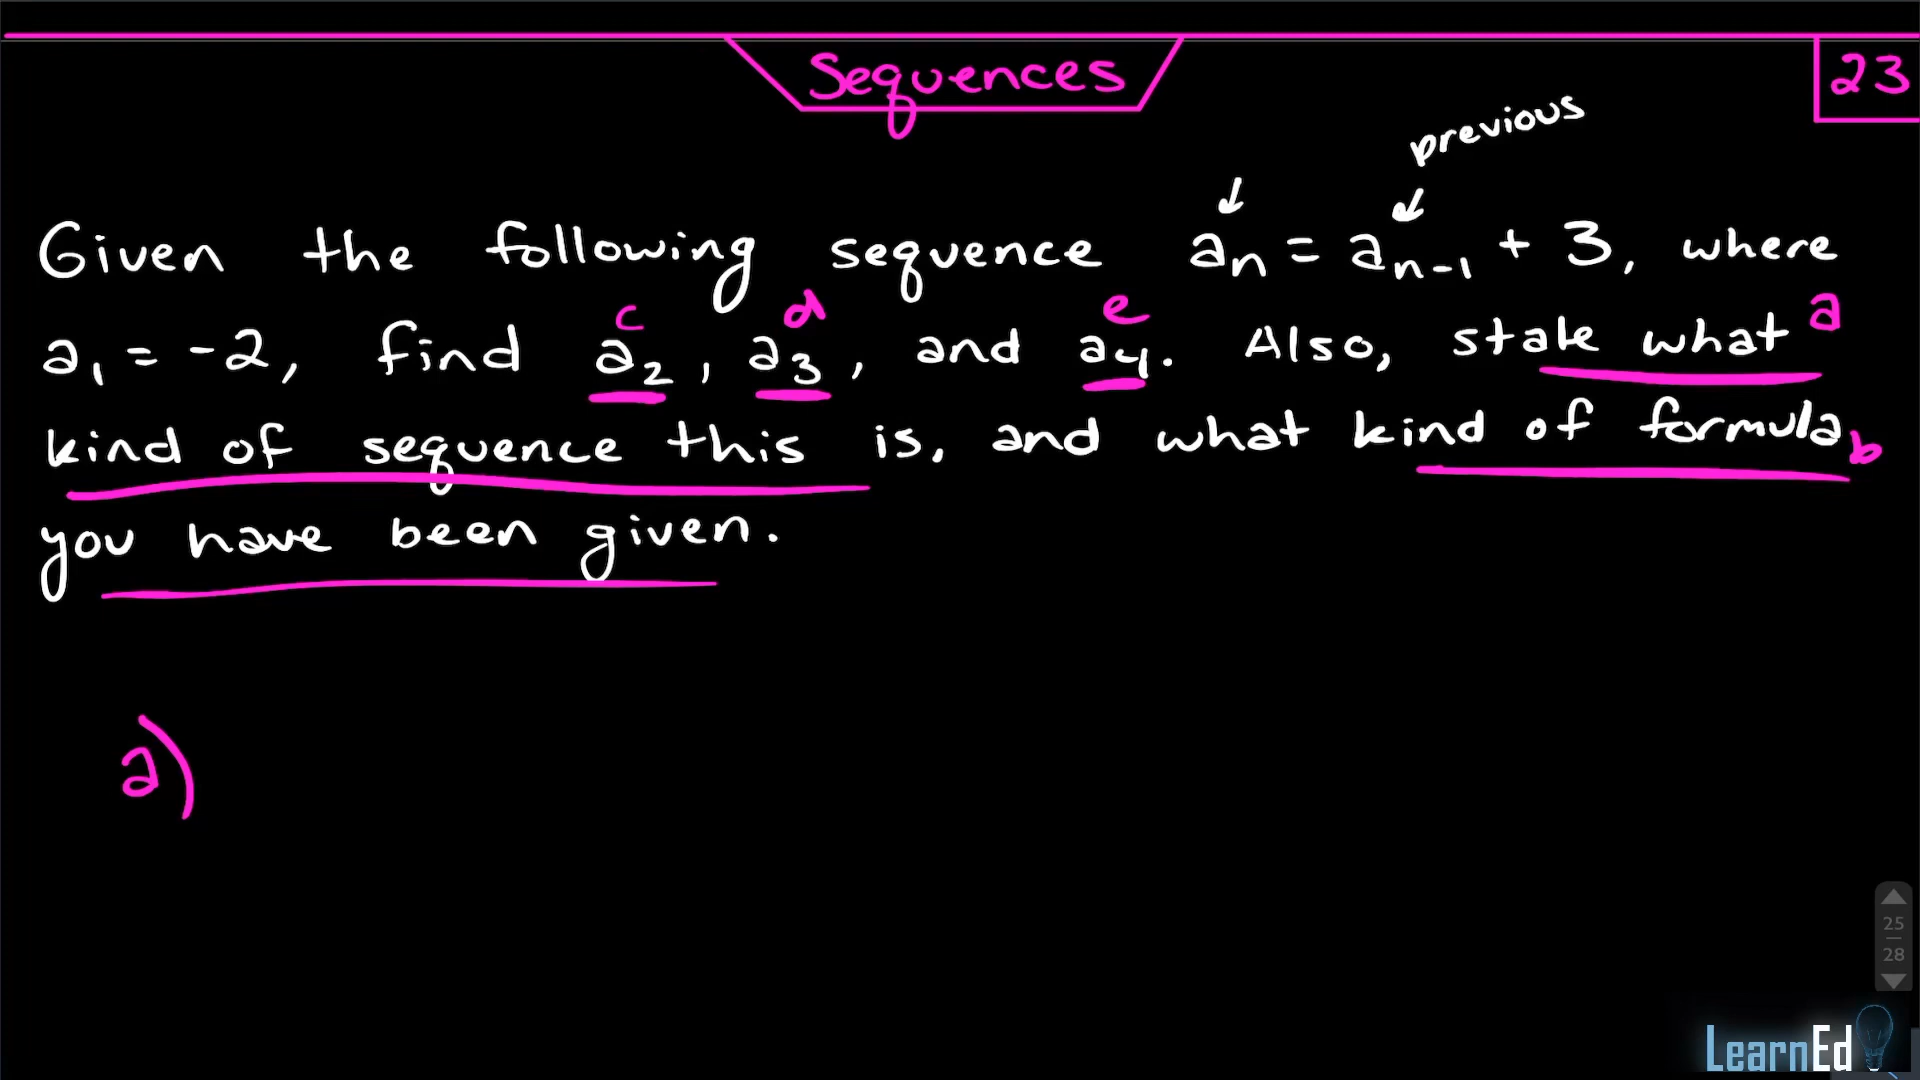 Sequences
23
previous
Given the following sequence aₙ = aₙ₋₁ + 3, where
c d e a
a₁ = -2, find a₂, a₃, and a₄. Also, state what
kind of sequence this is, and what kind of formula
b
you have been given.
a)
25
28
LearnEd